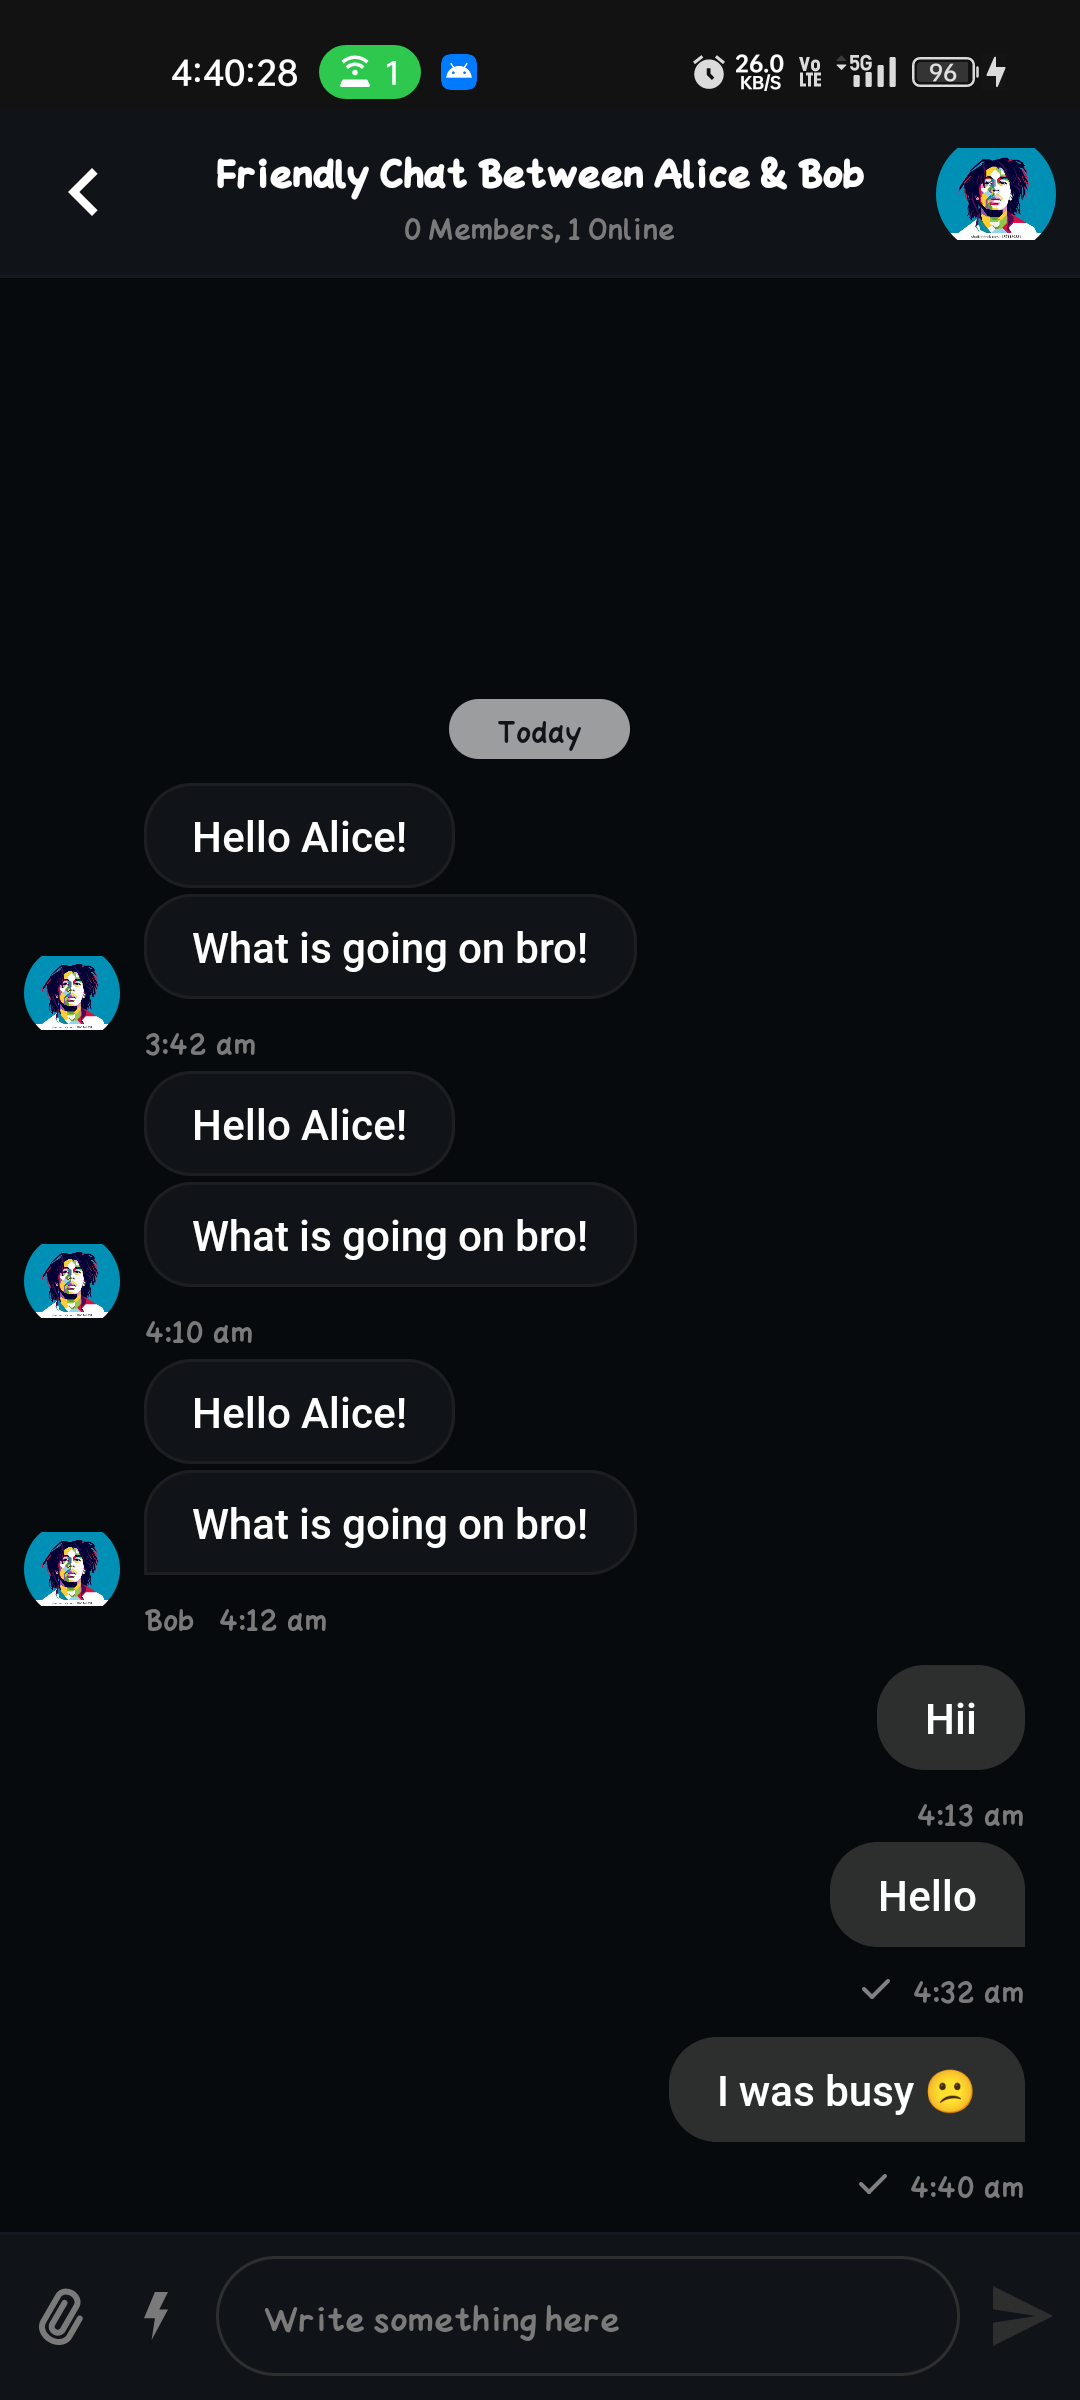 4:40:28 1 26.0 KB/S Vo LTE 5G 96
Friendly Chat Between Alice & Bob
0 Members, 1 Online
Today
Hello Alice!
What is going on bro!
3:42 am
Hello Alice!
What is going on bro!
4:10 am
Hello Alice!
What is going on bro!
Bob 4:12 am
Hii
4:13 am
Hello
4:32 am
I was busy 😕
4:40 am
Write something here